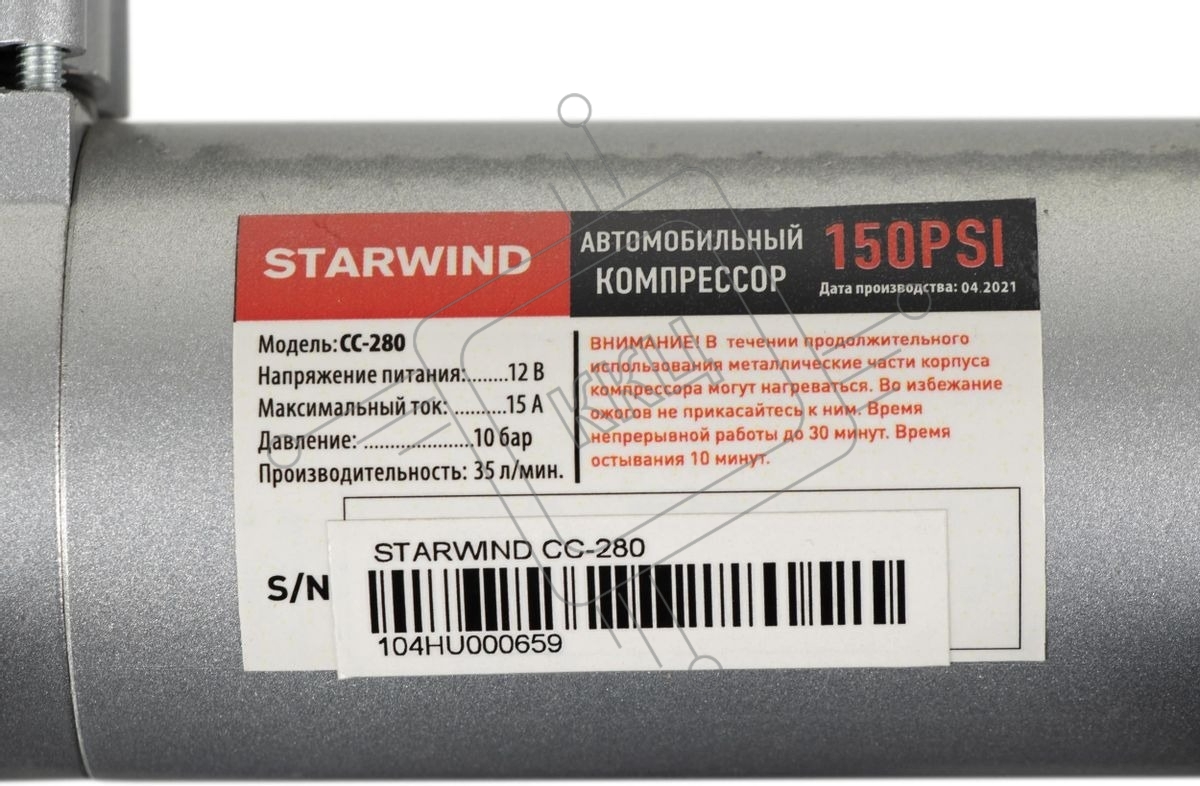 STARWIND
АВТОМОБИЛЬНЫЙ
КОМПРЕССОР
150PSI
Дата производства: 04.2021
Модель: CC-280
Напряжение питания:.......12 В
Максимальный ток: .........15 А
Давление: ...................10 бар
Производительность: 35 л/мин.
ВНИМАНИЕ! В течении продолжительного
использования металлические части корпуса
компрессора могут нагреваться. Во избежание
ожогов не прикасайтесь к ним. Время
непрерывной работы до 30 минут. Время
остывания 10 минут.
ККЦ
S/N
STARWIND CC-280
104HU000659